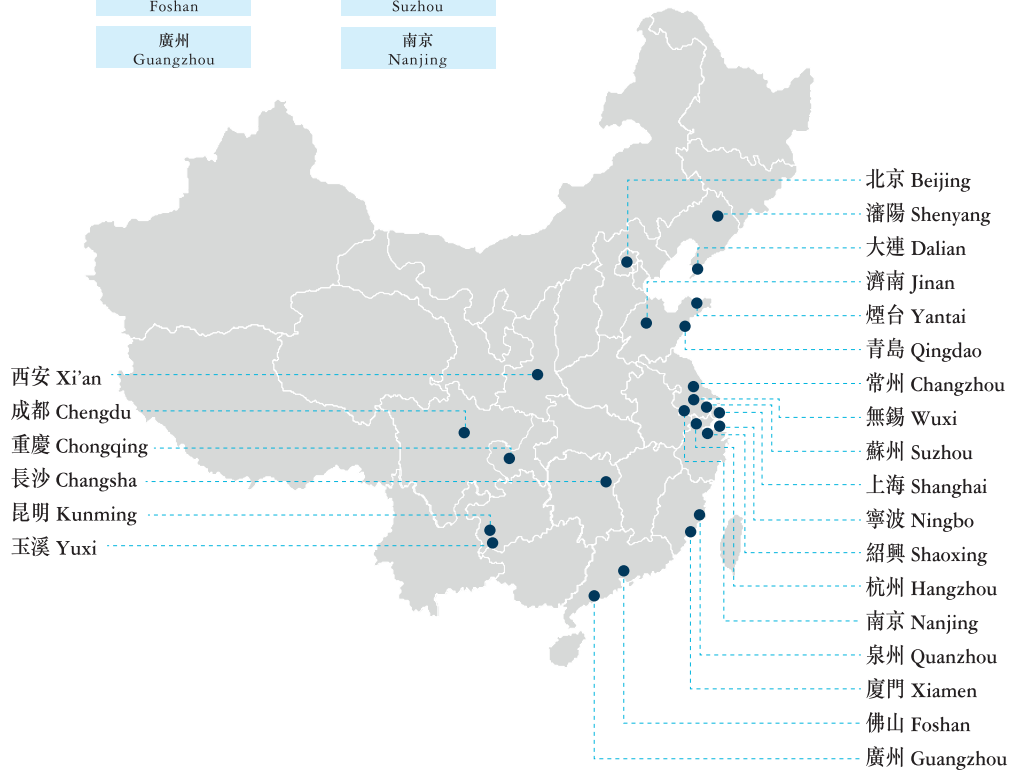 Foshan
Suzhou
廣州
Guangzhou
南京
Nanjing
北京 Beijing
瀋陽 Shenyang
大連 Dalian
濟南 Jinan
煙台 Yantai
青島 Qingdao
常州 Changzhou
無錫 Wuxi
蘇州 Suzhou
上海 Shanghai
寧波 Ningbo
紹興 Shaoxing
杭州 Hangzhou
南京 Nanjing
泉州 Quanzhou
廈門 Xiamen
佛山 Foshan
廣州 Guangzhou
西安 Xi’an
成都 Chengdu
重慶 Chongqing
長沙 Changsha
昆明 Kunming
玉溪 Yuxi